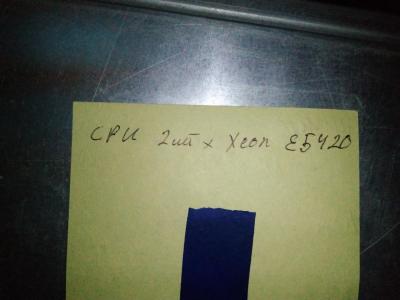 CPU 2шт x Xeon E5420